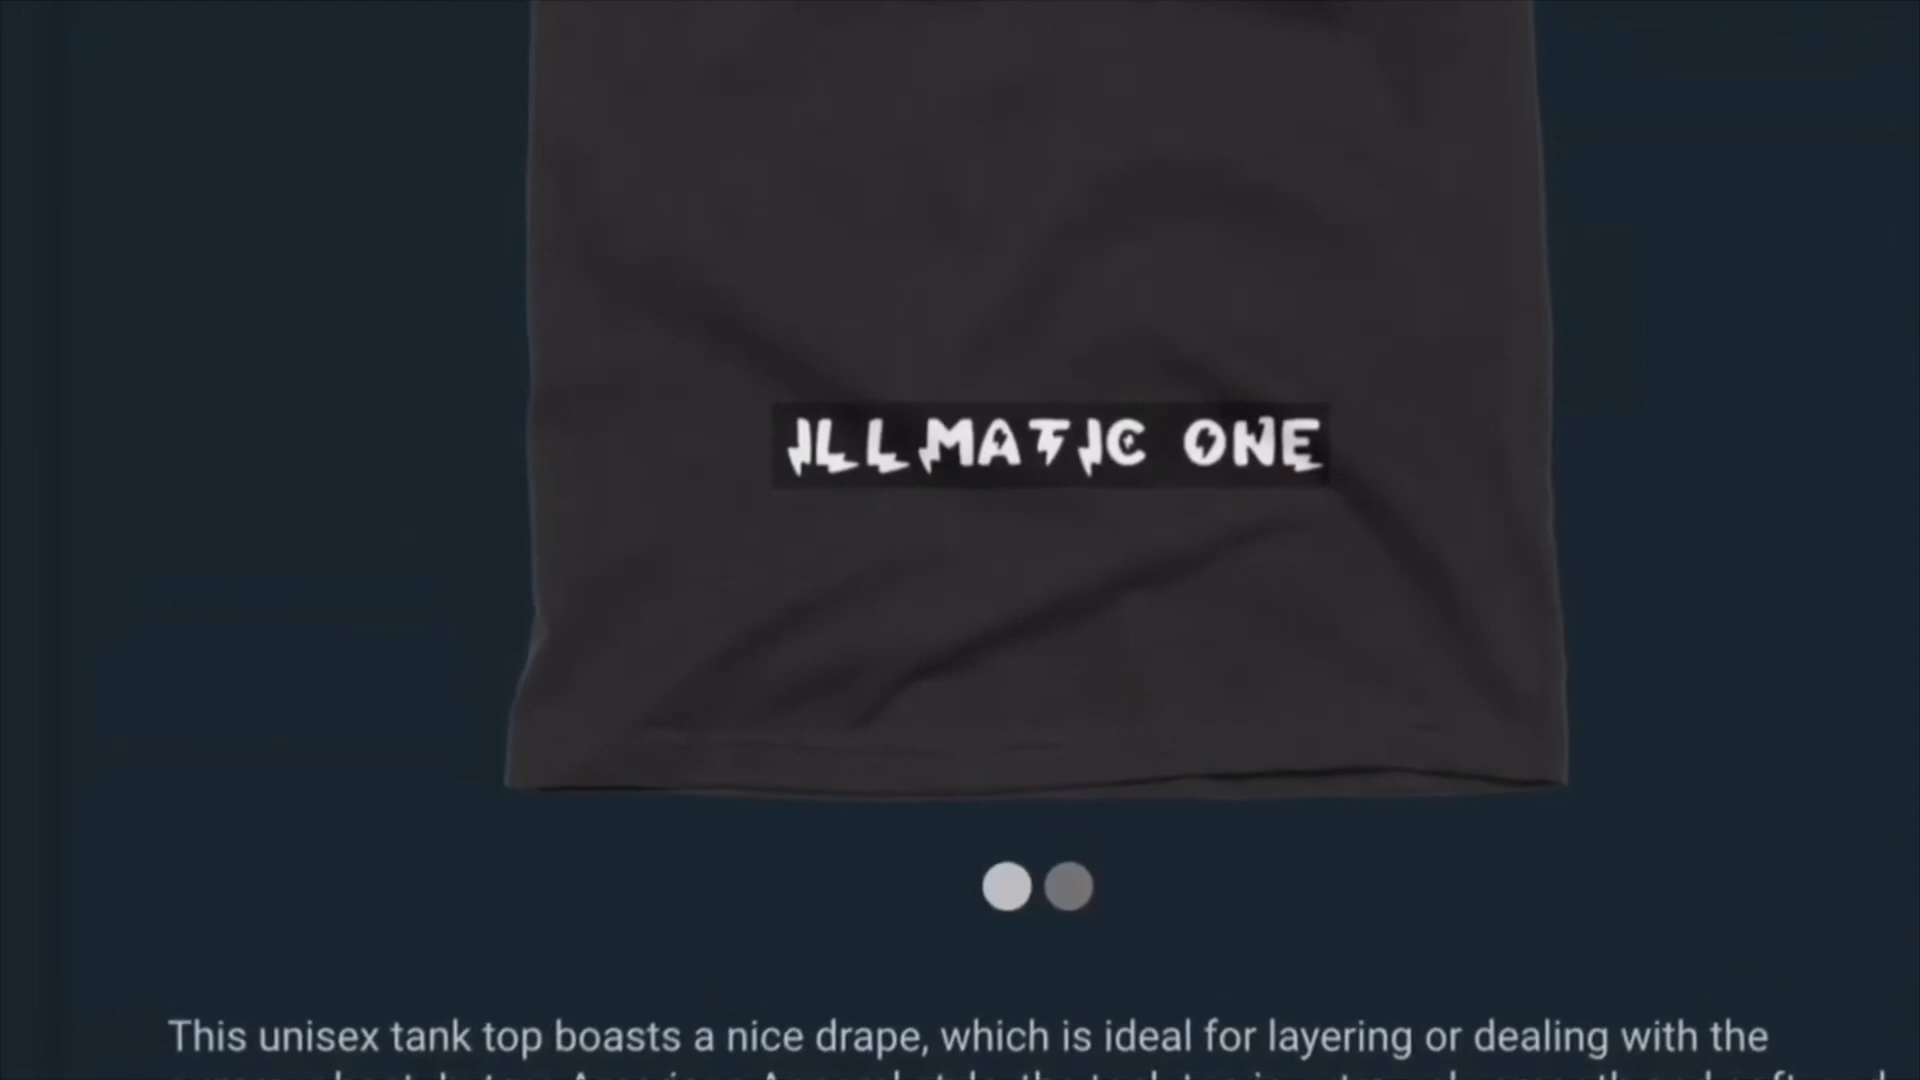 ILLMATIC ONE
This unisex tank top boasts a nice drape, which is ideal for layering or dealing with the